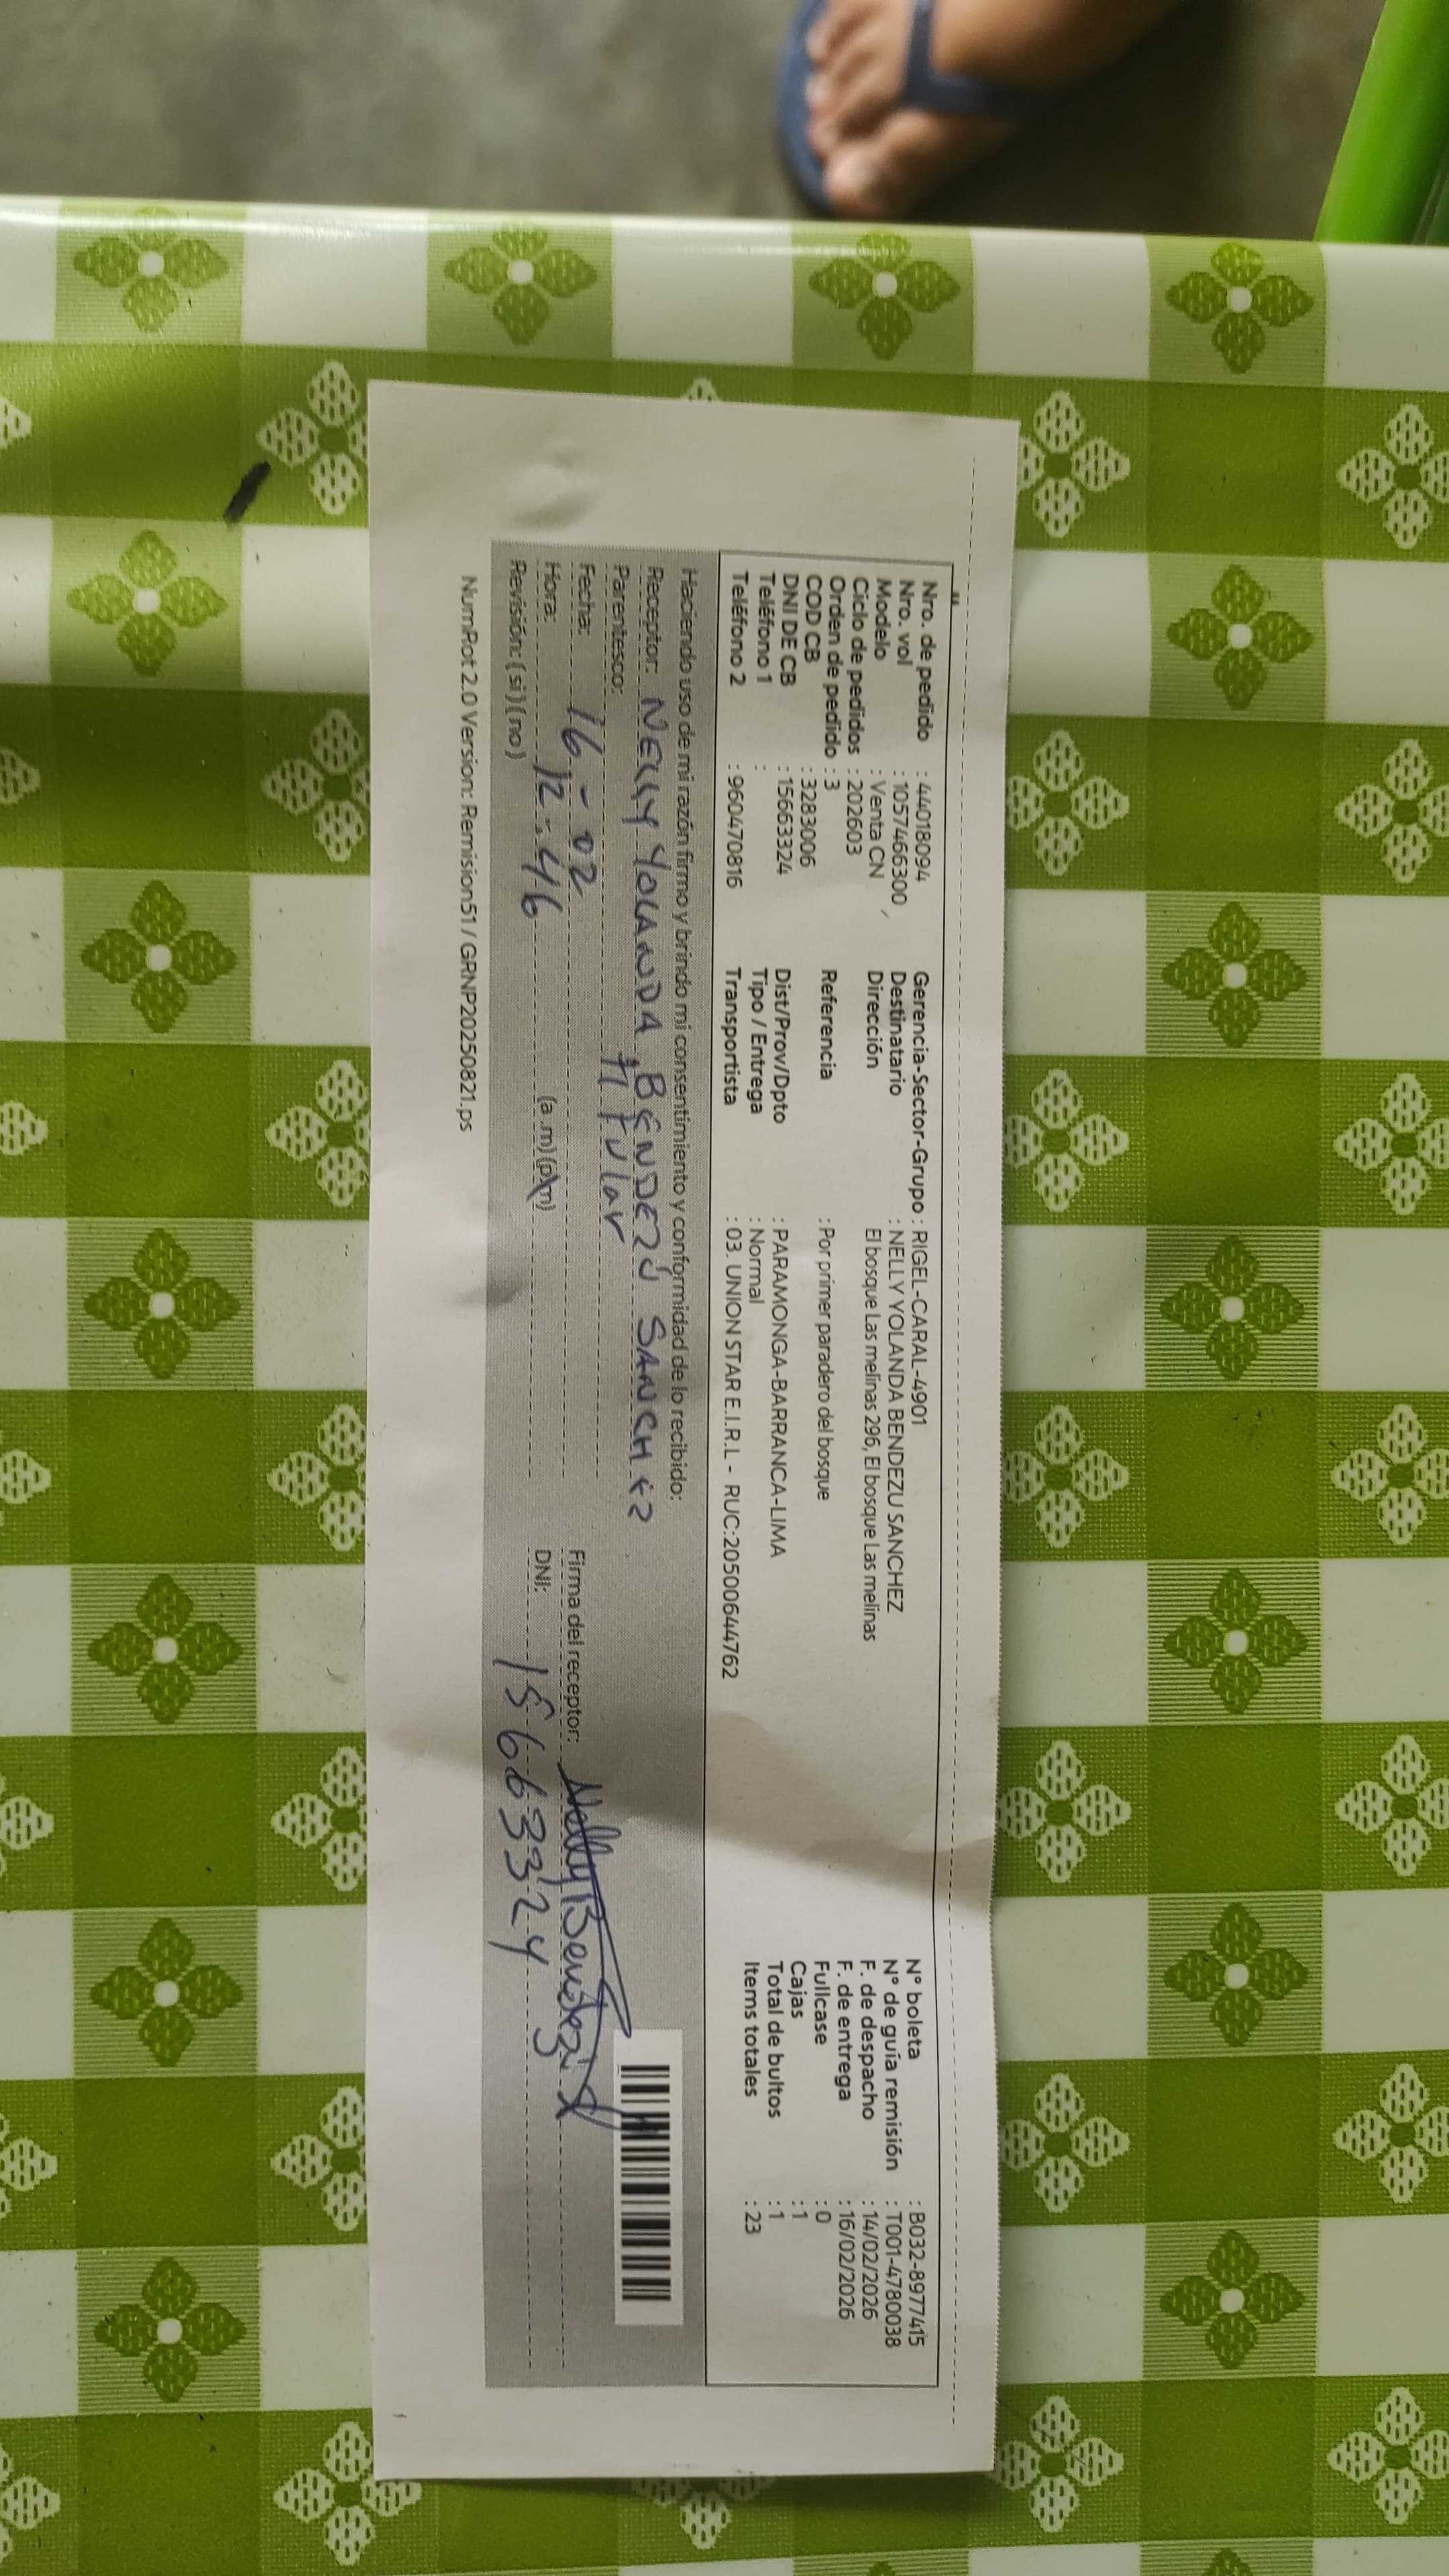 Nro. de pedido : 44018094
Nro. vol : 1057466300 ,
Modelo : Venta CN
Ciclo de pedidos : 202603
Orden de pedido : 3
COD CB : 3283006
DNI DE CB : 15663324
Teléfono 1 :
Teléfono 2 : 960470816
Gerencia-Sector-Grupo : RIGEL-CARAL-4901
Destinatario : NELLY YOLANDA BENDEZU SANCHEZ
Dirección El bosque Las melinas 296, El bosque Las melinas
Referencia : Por primer paradero del bosque
Dist/Prov/Dpto : PARAMONGA-BARRANCA-LIMA
Tipo / Entrega : Normal
Transportista : 03. UNION STAR E.I.R.L - RUC:20500644762
N° boleta : B032-8977415
N° de guía remisión : T001-4780038
F. de despacho : 14/02/2026
F. de entrega : 16/02/2026
Fullcase : 0
Cajas : 1
Total de bultos : 1
Items totales : 23
Haciendo uso de mi razón firmo y brindo mi consentimiento y conformidad de lo recibido:
Receptor: NELLY YOLANDA BENDEZÚ SANCHEZ
Parentesco: titular
Fecha: 16 - 02
Hora: 12:46 (a.m) (p.m)
Revisión: ( si ) ( no )
Firma del receptor: Nelly Bendezú S
DNI: 15663324
NumRot 2.0 Version: Remision51 / GRNP20250821.ps